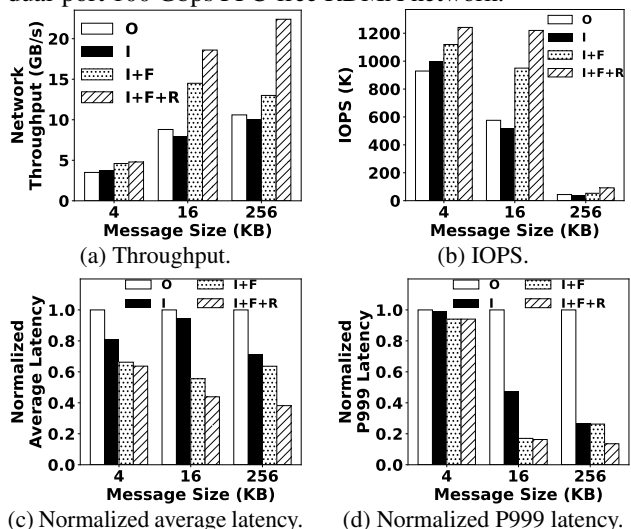 dual-port 100 Gbps PFC-free RDMA network.
Network
Throughput (GB/s)
20
15
10
5
0
O
I
I+F
I+F+R
4 16 256
Message Size (KB)
(a) Throughput.
IOPS (K)
1200
1000
800
600
400
200
0
O
I
I+F
I+F+R
4 16 256
Message Size (KB)
(b) IOPS.
Normalized
Average Latency
1.0
0.8
0.6
0.4
0.2
0.0
O I+F
I I+F+R
4 16 256
Message Size (KB)
(c) Normalized average latency.
Normalized
P999 Latency
1.0
0.8
0.6
0.4
0.2
0.0
O I+F
I I+F+R
4 16 256
Message Size (KB)
(d) Normalized P999 latency.